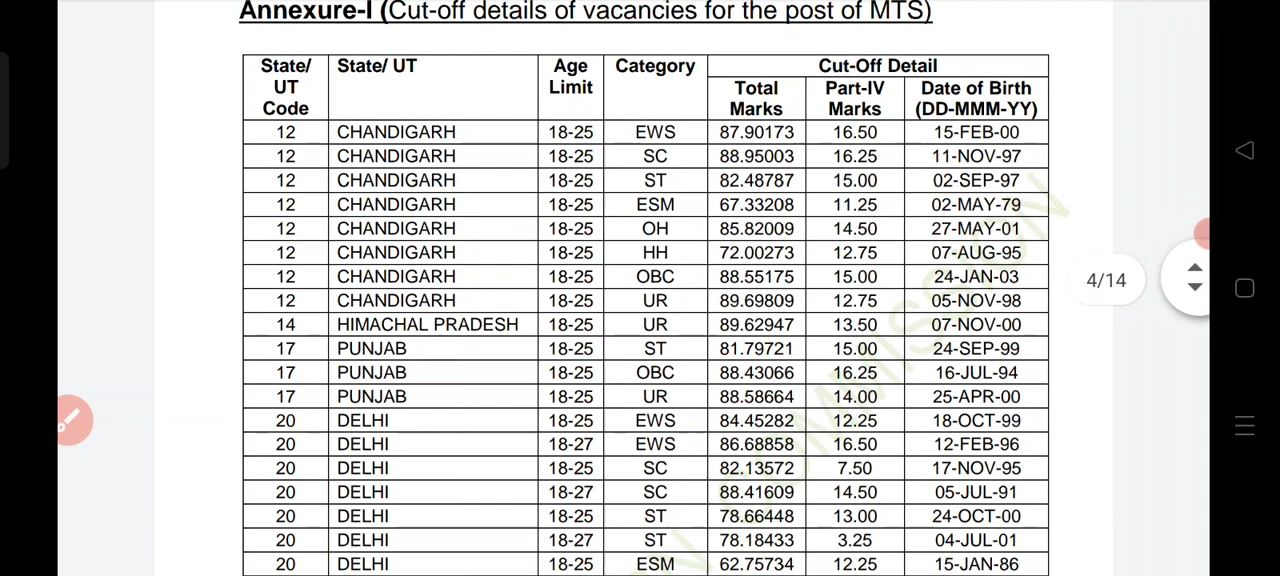 Annexure-I (Cut-off details of vacancies for the post of MTS)
State/ UT Code State/ UT Age Limit Category Cut-Off Detail
Total Marks Part-IV Marks Date of Birth (DD-MMM-YY)
12 CHANDIGARH 18-25 EWS 87.90173 16.50 15-FEB-00
12 CHANDIGARH 18-25 SC 88.95003 16.25 11-NOV-97
12 CHANDIGARH 18-25 ST 82.48787 15.00 02-SEP-97
12 CHANDIGARH 18-25 ESM 67.33208 11.25 02-MAY-79
12 CHANDIGARH 18-25 OH 85.82009 14.50 27-MAY-01
12 CHANDIGARH 18-25 HH 72.00273 12.75 07-AUG-95
12 CHANDIGARH 18-25 OBC 88.55175 15.00 24-JAN-03
12 CHANDIGARH 18-25 UR 89.69809 12.75 05-NOV-98
14 HIMACHAL PRADESH 18-25 UR 89.62947 13.50 07-NOV-00
17 PUNJAB 18-25 ST 81.79721 15.00 24-SEP-99
17 PUNJAB 18-25 OBC 88.43066 16.25 16-JUL-94
17 PUNJAB 18-25 UR 88.58664 14.00 25-APR-00
20 DELHI 18-25 EWS 84.45282 12.25 18-OCT-99
20 DELHI 18-27 EWS 86.68858 16.50 12-FEB-96
20 DELHI 18-25 SC 82.13572 7.50 17-NOV-95
20 DELHI 18-27 SC 88.41609 14.50 05-JUL-91
20 DELHI 18-25 ST 78.66448 13.00 24-OCT-00
20 DELHI 18-27 ST 78.18433 3.25 04-JUL-01
20 DELHI 18-25 ESM 62.75734 12.25 15-JAN-86
4/14
N COMMISSION